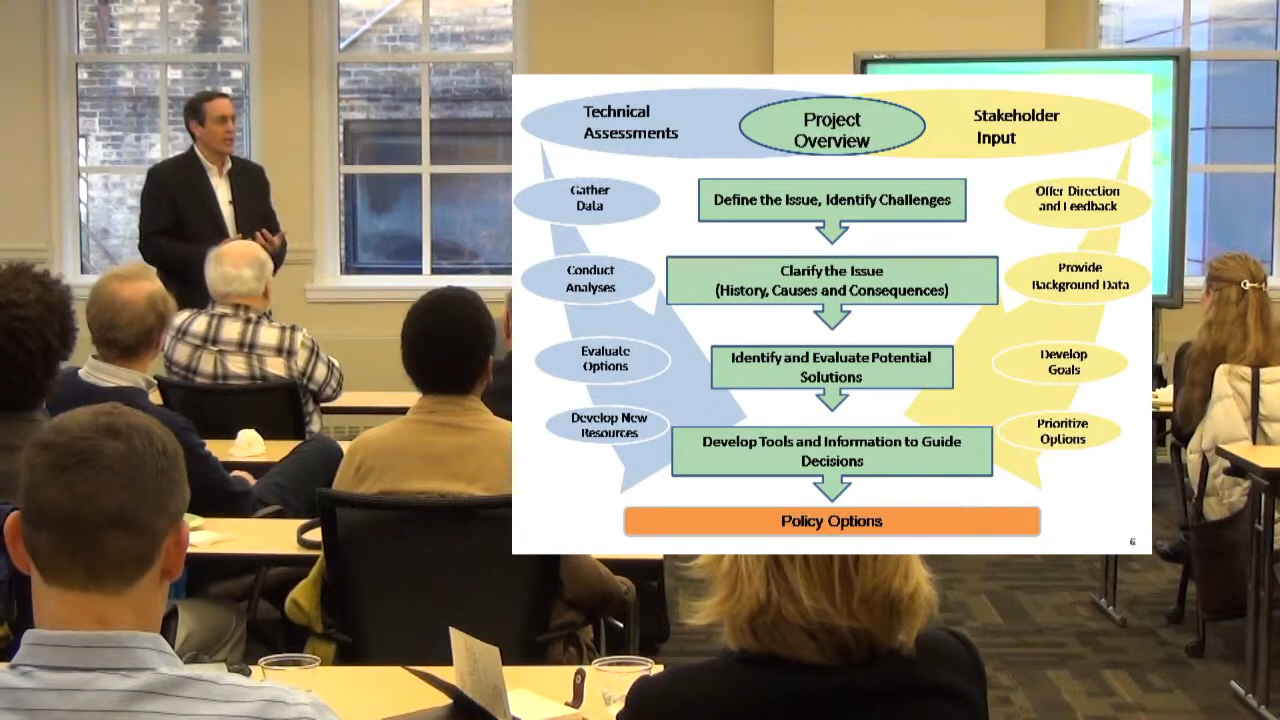 Technical
Assessments
Project
Overview
Stakeholder
Input
Gather
Data
Define the Issue, Identify Challenges
Offer Direction
and Feedback
Conduct
Analyses
Clarify the Issue
(History, Causes and Consequences)
Provide
Background Data
Evaluate
Options
Identify and Evaluate Potential
Solutions
Develop
Goals
Develop New
Resources
Develop Tools and Information to Guide
Decisions
Prioritize
Options
Policy Options
6